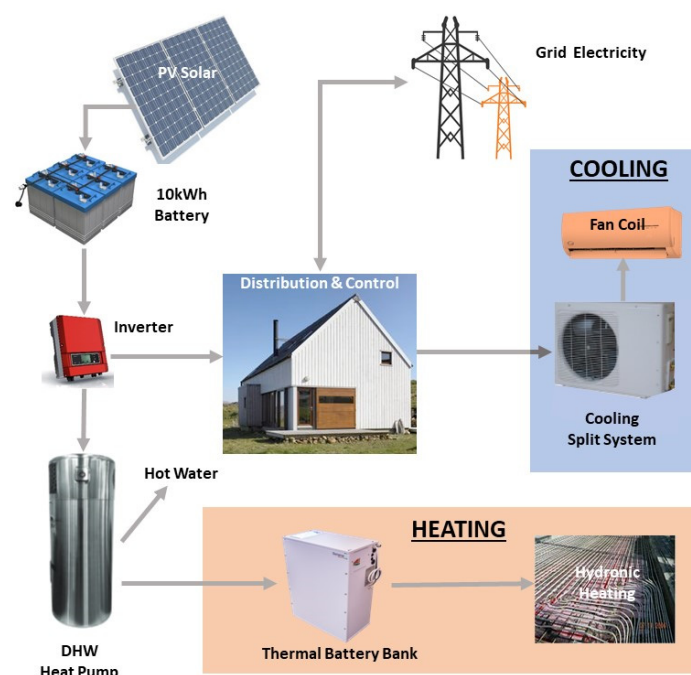 PV Solar
Grid Electricity
10kWh
Battery
COOLING
Fan Coil
Distribution & Control
Inverter
Cooling
Split System
Hot Water
HEATING
Hydronic
Heating
Thermal Battery Bank
DHW
Heat Pump